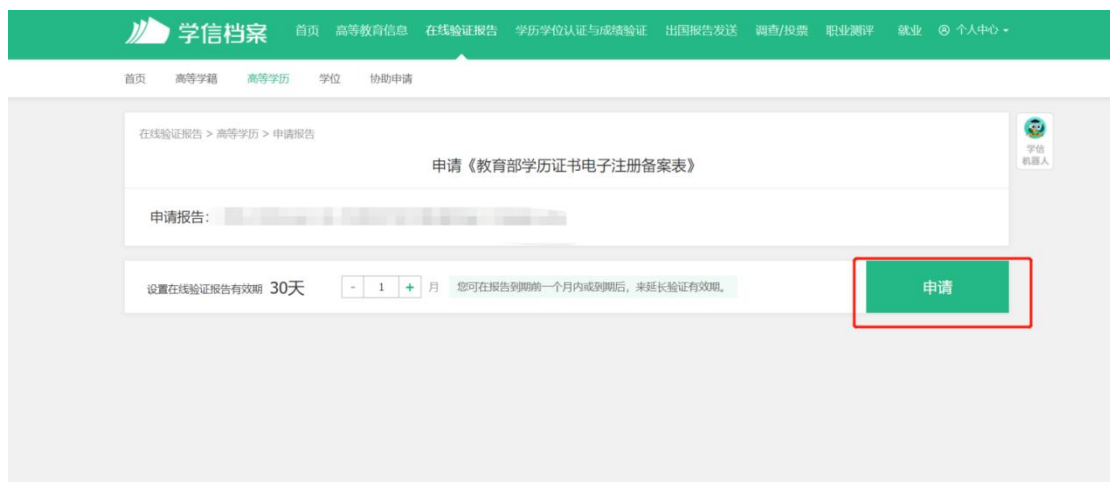 学信档案 首页 高等教育信息 在线验证报告 学历学位认证与成绩验证 出国报告发送 调查/投票 职业测评 就业 个人中心
首页 高等学籍 高等学历 学位 协助申请
在线验证报告 > 高等学历 > 申请报告
申请《教育部学历证书电子注册备案表》
学信
机器人
申请报告:
设置在线验证报告有效期 30天 - 1 + 月 您可在报告到期前一个月内或到期后，来延长验证有效期。 申请